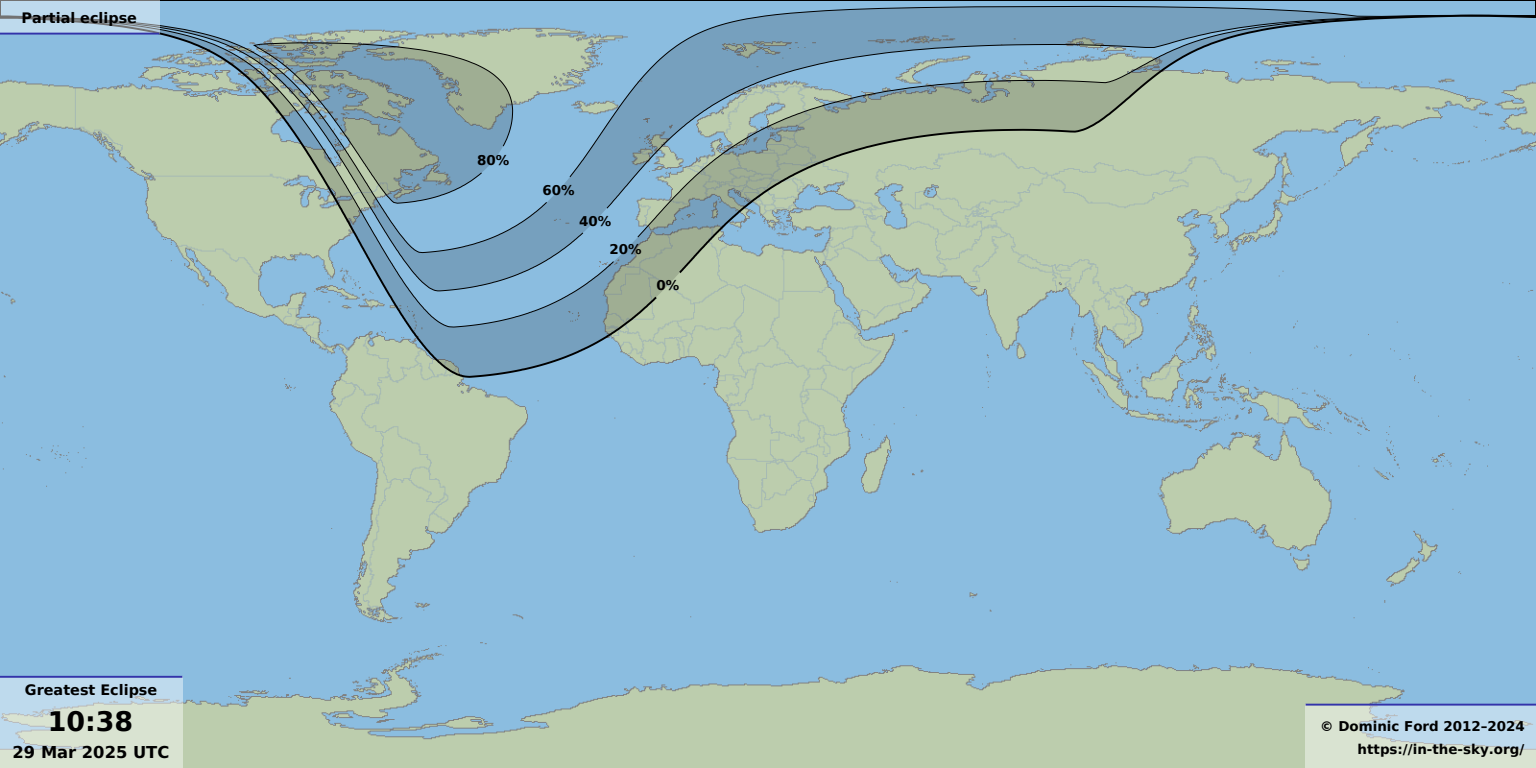 Partial eclipse
80%
60%
40%
20%
0%
Greatest Eclipse
10:38
29 Mar 2025 UTC
© Dominic Ford 2012–2024
https://in-the-sky.org/